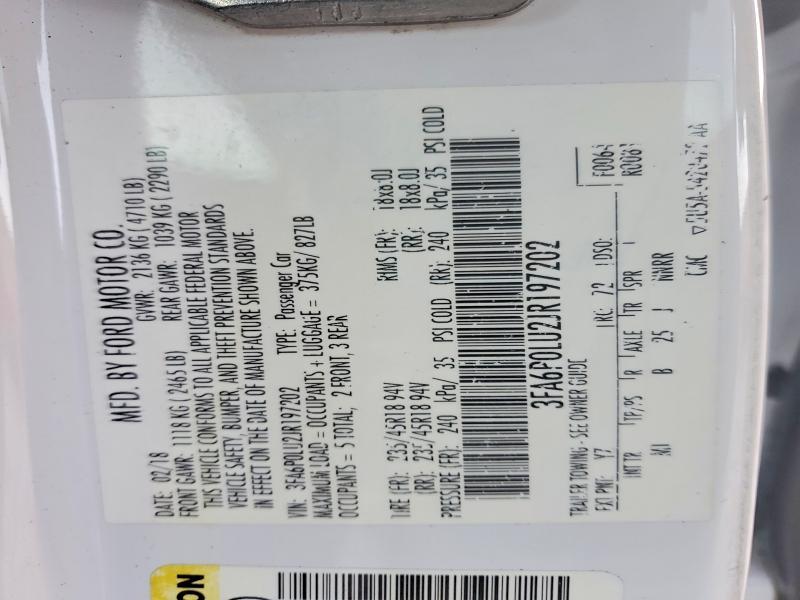 MFD. BY FORD MOTOR CO.
DATE: 02/18 GVWR: 2136 KG ( 4710 LB)
FRONT GAWR: 1118 KG ( 2465 LB) REAR GAWR: 1039 KG ( 2290 LB)
THIS VEHICLE CONFORMS TO ALL APPLICABLE FEDERAL MOTOR
VEHICLE SAFETY, BUMPER, AND THEFT PREVENTION STANDARDS
IN EFFECT ON THE DATE OF MANUFACTURE SHOWN ABOVE.
VIN: 3FA6P0LU2JR197202 TYPE: Passenger Car
MAXIMUM LOAD = OCCUPANTS + LUGGAGE = 375KG/ 827LB
OCCUPANTS = 5 TOTAL; 2 FRONT, 3 REAR
TIRE (FR): 235/45R18 94V RIMS (FR): 18x8.0J
(RR): 235/45R18 94V (RR): 18x8.0J
PRESSURE (FR): 240 kPa/ 35 PSI COLD (RR): 240 kPa/ 35 PSI COLD
3FA6P0LU2JR197202
TRAILER TOWING - SEE OWNER GUIDE
EXT PNT: YZ RC: 72 DSO: F0063
INT TR TP/PS R AXLE TR SPR
B 25 J